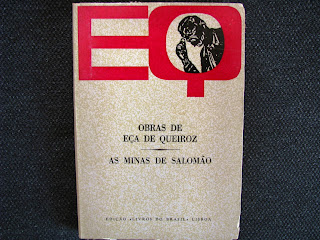 EQ
OBRAS DE
EÇA DE QUEIROZ
AS MINAS DE SALOMÃO
EDIÇÃO «LIVROS DO BRASIL» LISBOA